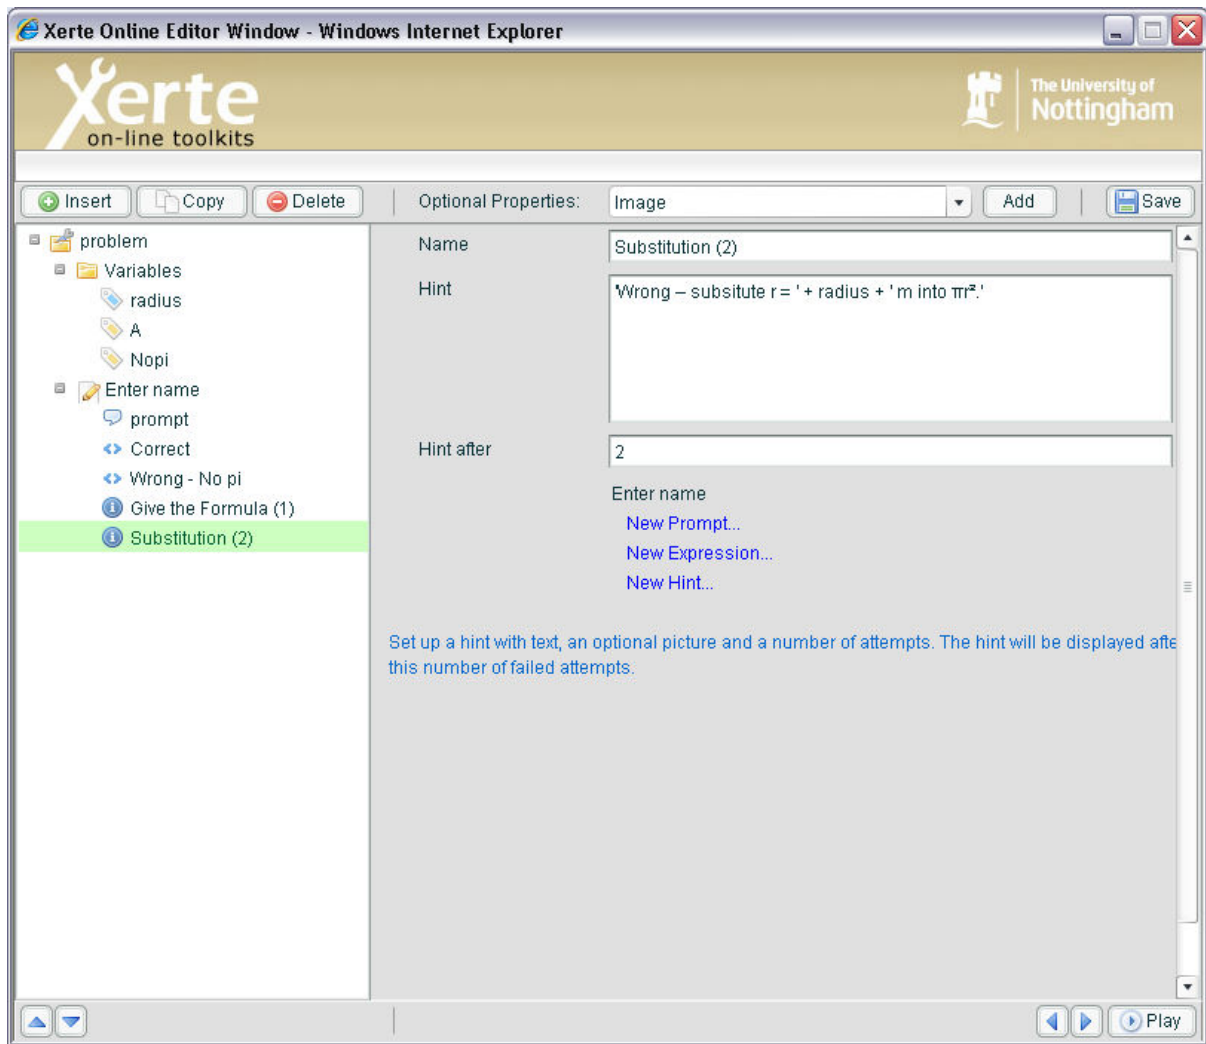 Xerte Online Editor Window - Windows Internet Explorer
Xerte
on-line toolkits
The University of
Nottingham
Insert Copy Delete Optional Properties: Image Add Save
problem
Variables
radius
A
Nopi
Enter name
prompt
Correct
Wrong - No pi
Give the Formula (1)
Substitution (2)
Name Substitution (2)
Hint 'Wrong – subsitute r = ' + radius + ' m into πr².'
Hint after 2
Enter name
New Prompt...
New Expression...
New Hint...
Set up a hint with text, an optional picture and a number of attempts. The hint will be displayed afte
this number of failed attempts.
Play